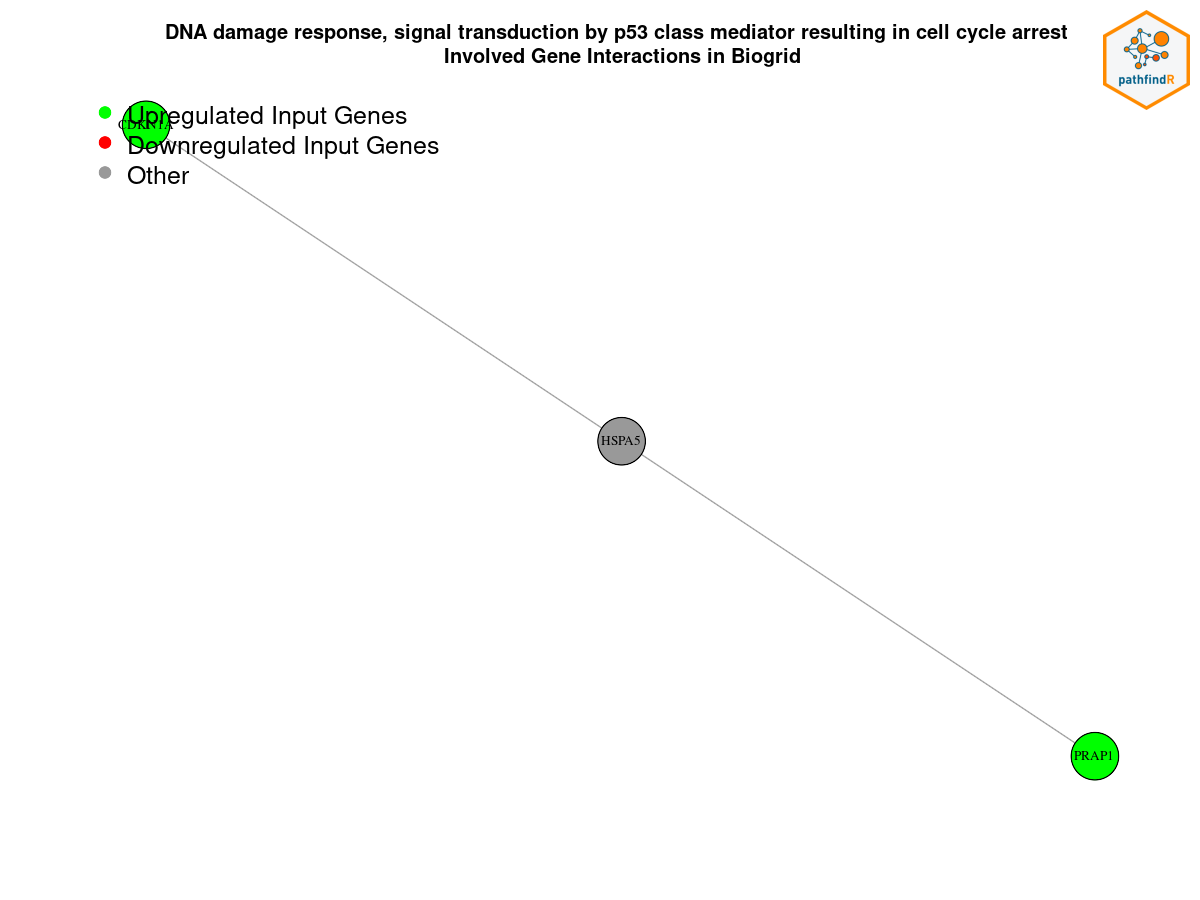 DNA damage response, signal transduction by p53 class mediator resulting in cell cycle arrest
Involved Gene Interactions in Biogrid
pathfindR
Upregulated Input Genes
CDKN1A
Downregulated Input Genes
Other
HSPA5
PRAP1